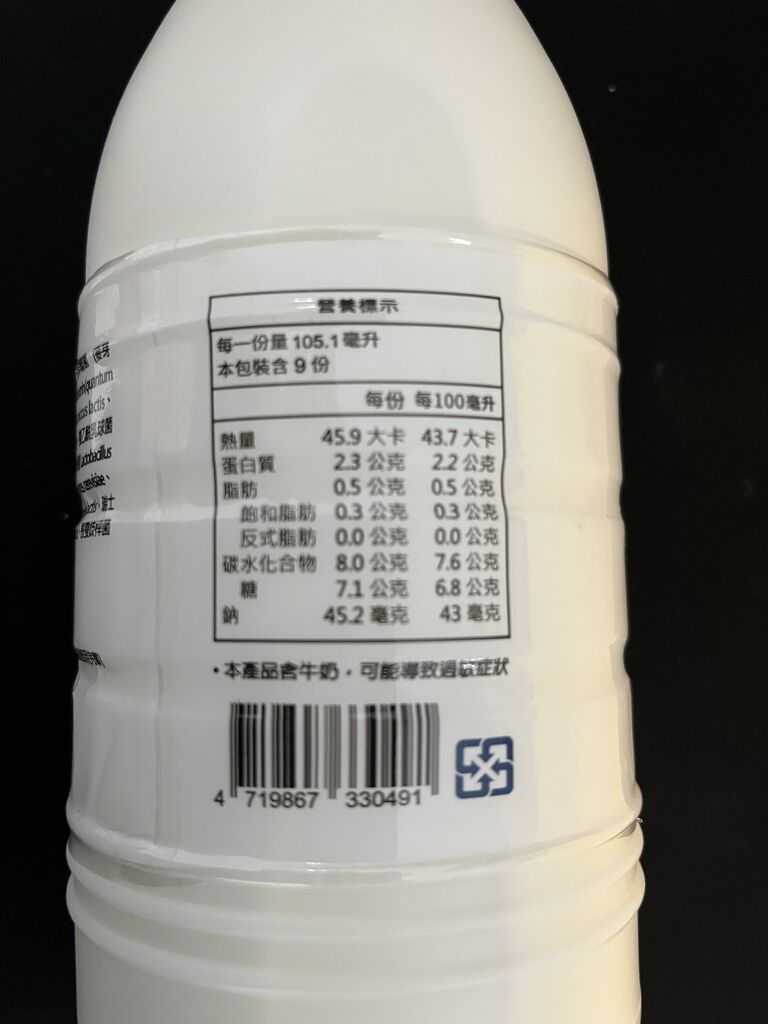 營養標示
每一份量 105.1 毫升
本包裝含 9 份
每份 每100毫升
熱量 45.9 大卡 43.7 大卡
蛋白質 2.3 公克 2.2 公克
脂肪 0.5 公克 0.5 公克
飽和脂肪 0.3 公克 0.3 公克
反式脂肪 0.0 公克 0.0 公克
碳水化合物 8.0 公克 7.6 公克
糖 7.1 公克 6.8 公克
鈉 45.2 毫克 43 毫克
•本產品含牛奶，可能導致過敏症狀
4 719867 330491
lactis、
乳球菌
瑞士